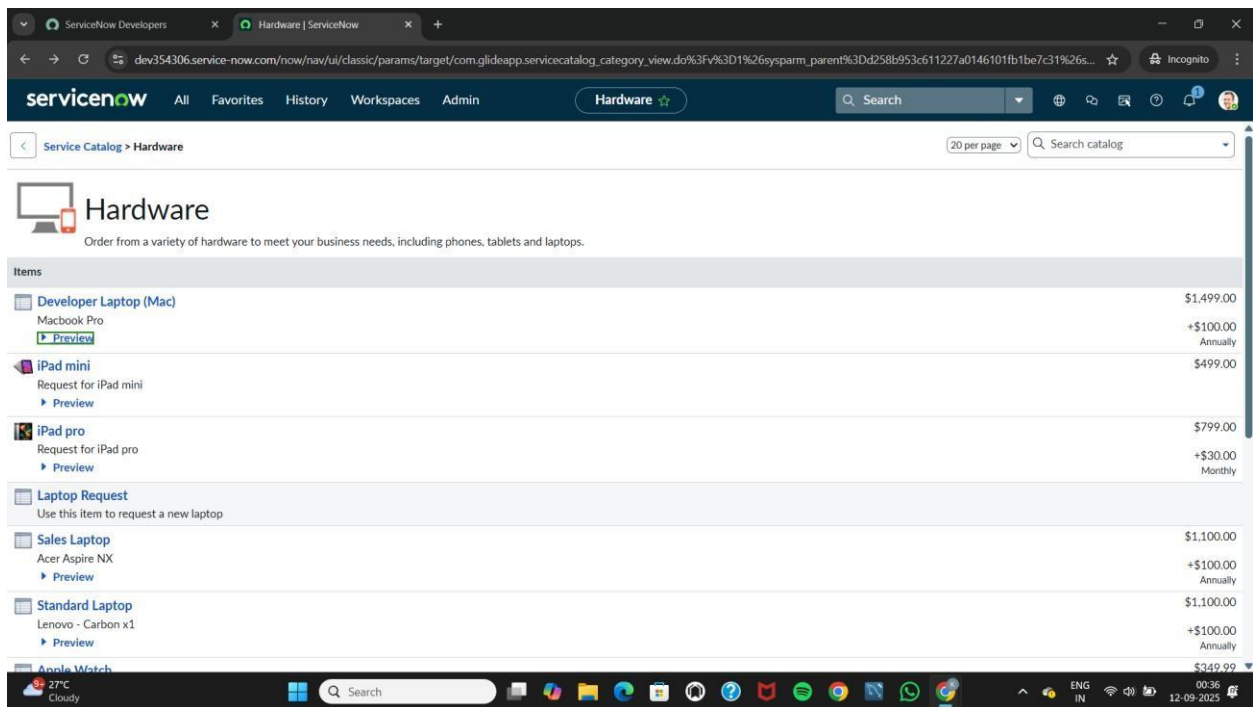 ServiceNow Developers
Hardware | ServiceNow
dev354306.service-now.com/now/nav/ui/classic/params/target/com.glideapp.servicecatalog_category_view.do%3Fv%3D1%26sysparm_parent%3Dd258b953c611227a0146101fb1be7c31%26s...
Incognito
servicenow All Favorites History Workspaces Admin Hardware Search 1
Service Catalog > Hardware 20 per page Search catalog
Hardware
Order from a variety of hardware to meet your business needs, including phones, tablets and laptops.
Items
Developer Laptop (Mac) $1,499.00
Macbook Pro +$100.00
Preview Annually
iPad mini $499.00
Request for iPad mini
Preview
iPad pro $799.00
Request for iPad pro +$30.00
Preview Monthly
Laptop Request
Use this item to request a new laptop
Sales Laptop $1,100.00
Acer Aspire NX +$100.00
Preview Annually
Standard Laptop $1,100.00
Lenovo - Carbon x1 +$100.00
Preview Annually
Apple Watch $349.99
9+ 27°C
Cloudy
Search
ENG
IN
00:36
12-09-2025